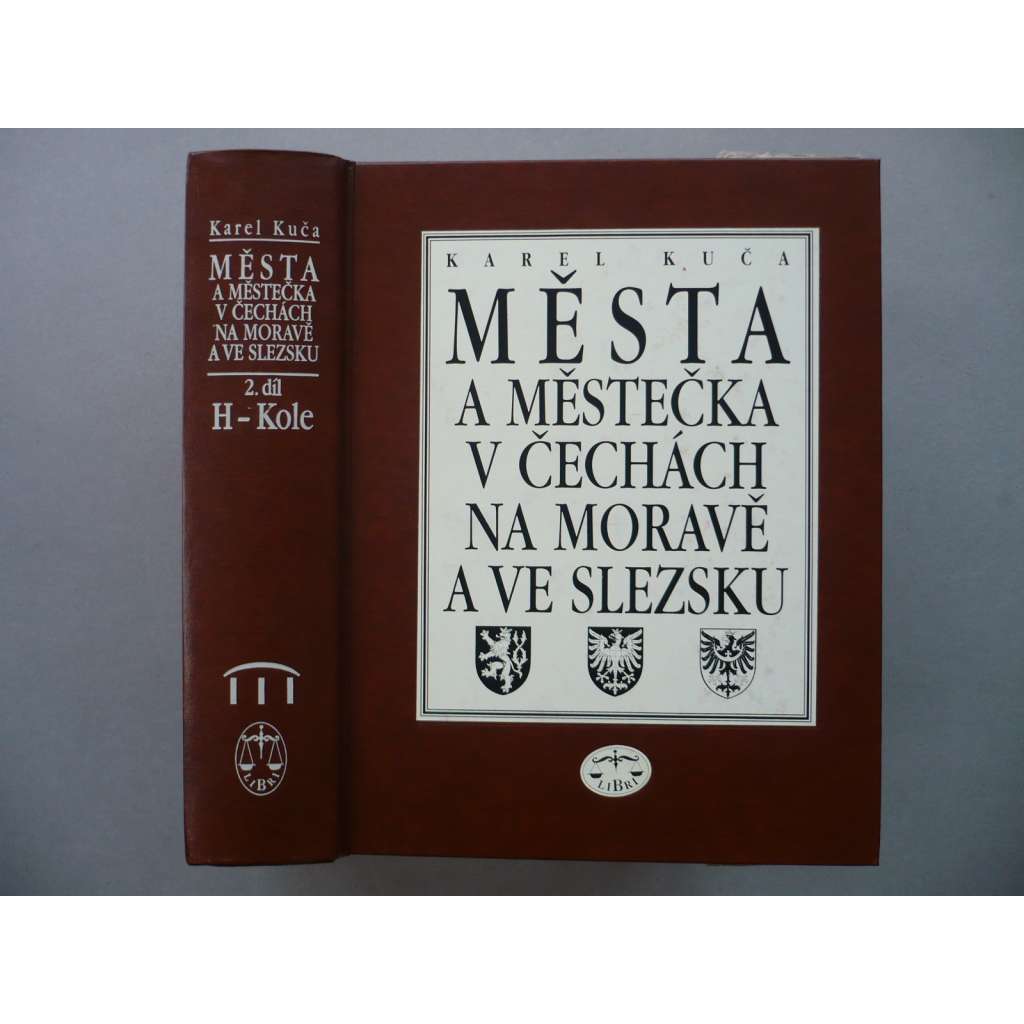 Karel Kuča
MĚSTA
A MĚSTEČKA
V ČECHÁCH
NA MORAVĚ
A VE SLEZSKU
2. díl
H – Kole
LIBRI
KAREL KUČA
MĚSTA
A MĚSTEČKA
V ČECHÁCH
NA MORAVĚ
A VE SLEZSKU
LIBRI